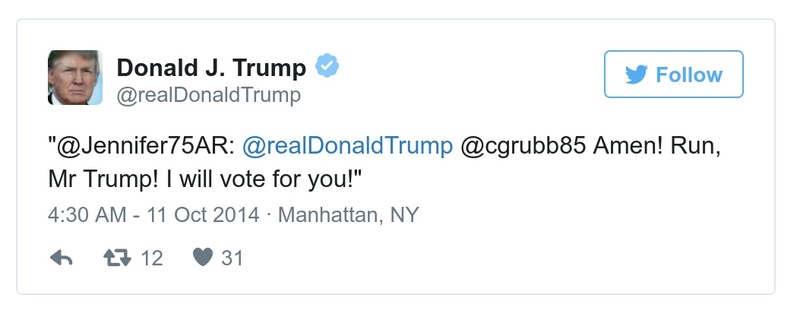 Donald J. Trump
Follow
@realDonaldTrump
"@Jennifer75AR: @realDonaldTrump @cgrubb85 Amen! Run,
Mr Trump! I will vote for you!"
4:30 AM - 11 Oct 2014 · Manhattan, NY
12 31